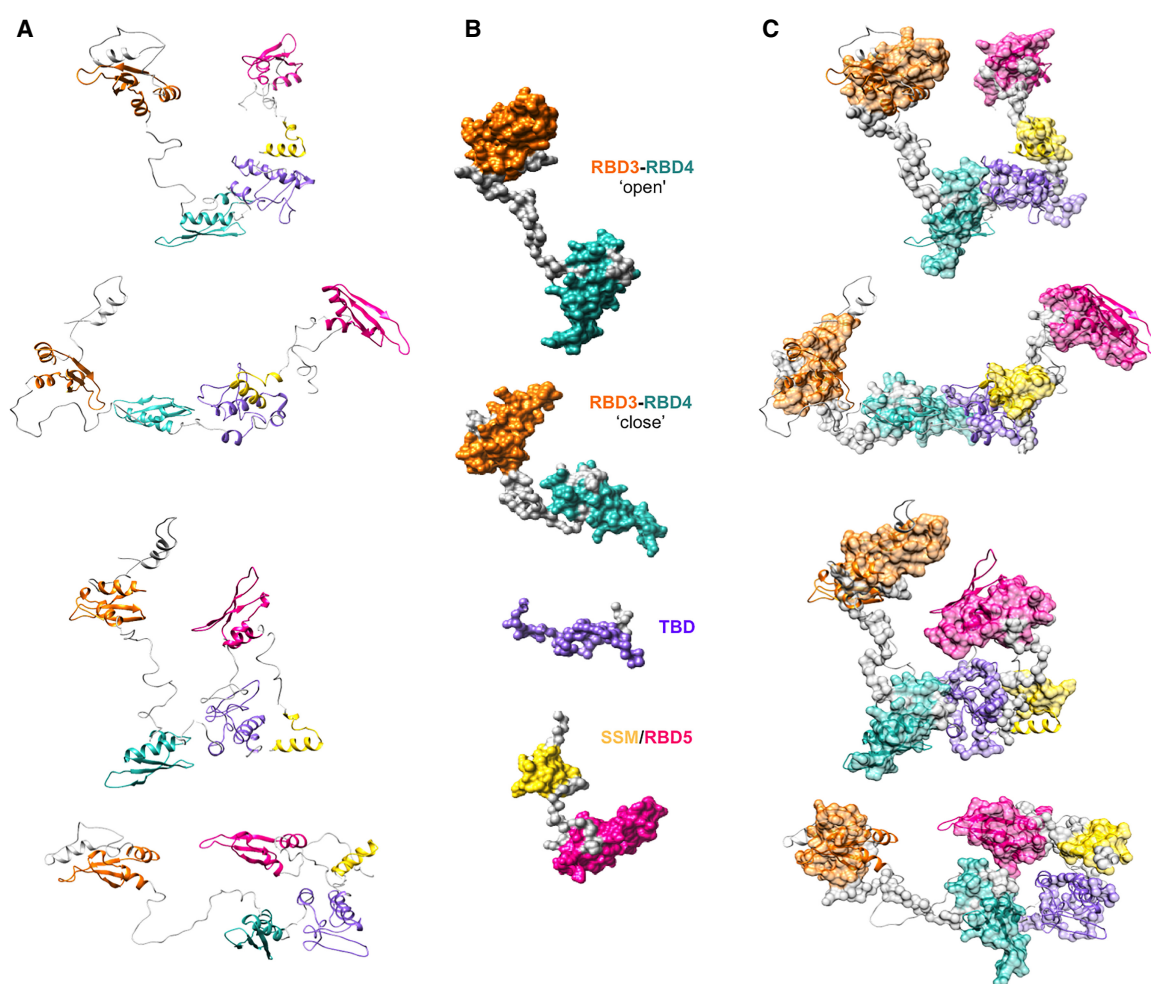 A
B
C
RBD3-RBD4
‘open’
RBD3-RBD4
‘close’
TBD
SSM/RBD5